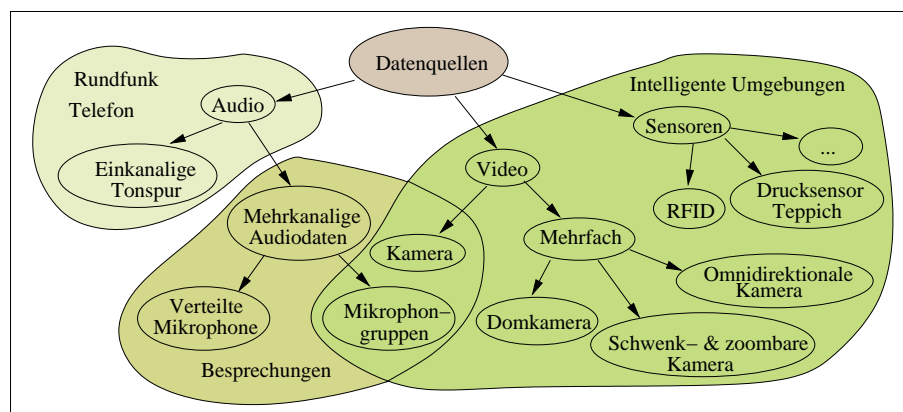 Datenquellen
Rundfunk
Telefon
Audio
Intelligente Umgebungen
Sensoren
...
Einkanalige
Tonspur
Video
RFID
Drucksensor
Teppich
Mehrkanalige
Audiodaten
Kamera
Mehrfach
Omnidirektionale
Kamera
Verteilte
Mikrophone
Mikrophon–
gruppen
Domkamera
Schwenk– & zoombare
Kamera
Besprechungen